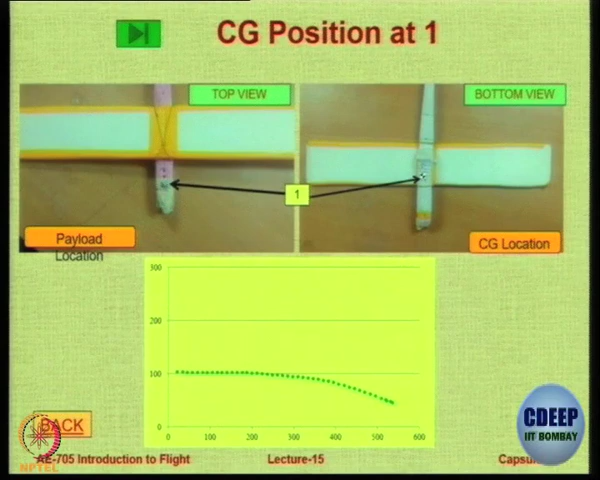 CG Position at 1
TOP VIEW
BOTTOM VIEW
1
Payload
Location
CG Location
300
200
100
0
0 100 200 300 400 500 600
BACK
CDEEP
IIT BOMBAY
NPTEL
AE-705 Introduction to Flight
Lecture-15